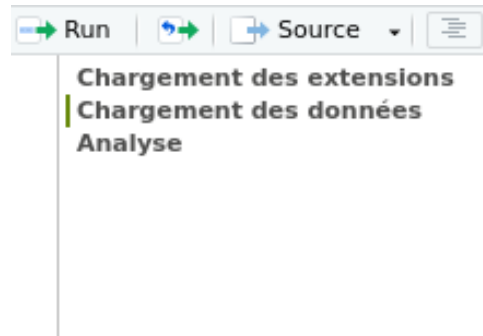 Run Source
Chargement des extensions
Chargement des données
Analyse